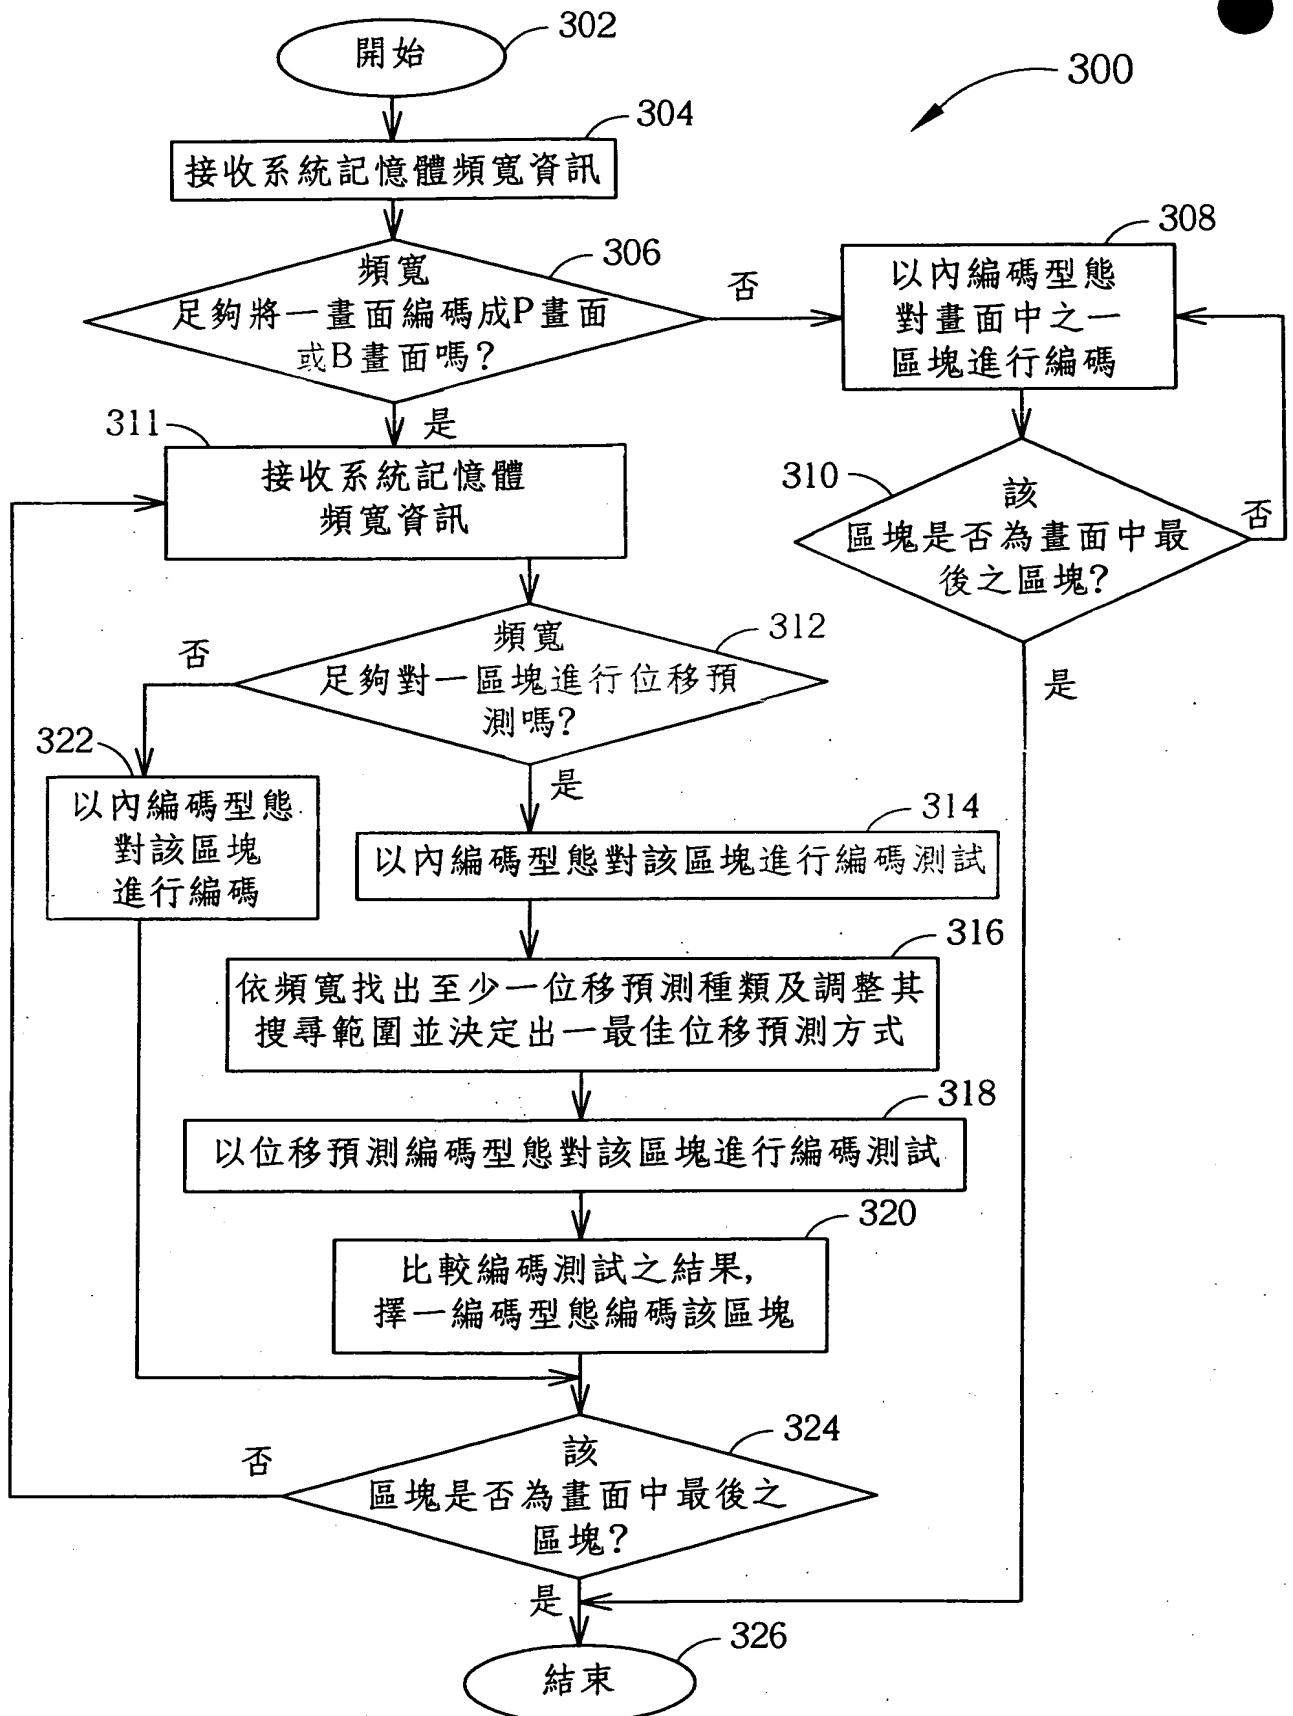 開始
302
300
304
接收系統記憶體頻寬資訊
306
頻寬
足夠將一畫面編碼成P畫面
或B畫面嗎?
否
是
308
以內編碼型態
對畫面中之一
區塊進行編碼
310
該
區塊是否為畫面中最
後之區塊?
否
是
311
接收系統記憶體
頻寬資訊
312
頻寬
足夠對一區塊進行位移預
測嗎?
否
是
322
以內編碼型態
對該區塊
進行編碼
314
以內編碼型態對該區塊進行編碼測試
316
依頻寬找出至少一位移預測種類及調整其
搜尋範圍並決定出一最佳位移預測方式
318
以位移預測編碼型態對該區塊進行編碼測試
320
比較編碼測試之結果,
擇一編碼型態編碼該區塊
324
該
區塊是否為畫面中最後之
區塊?
否
是
326
結束